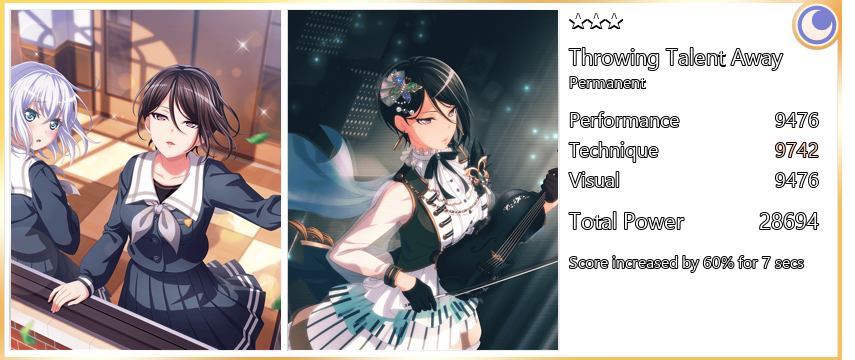 Throwing Talent Away
Permanent
Performance 9476
Technique 9742
Visual 9476
Total Power 28694
Score increased by 60% for 7 secs